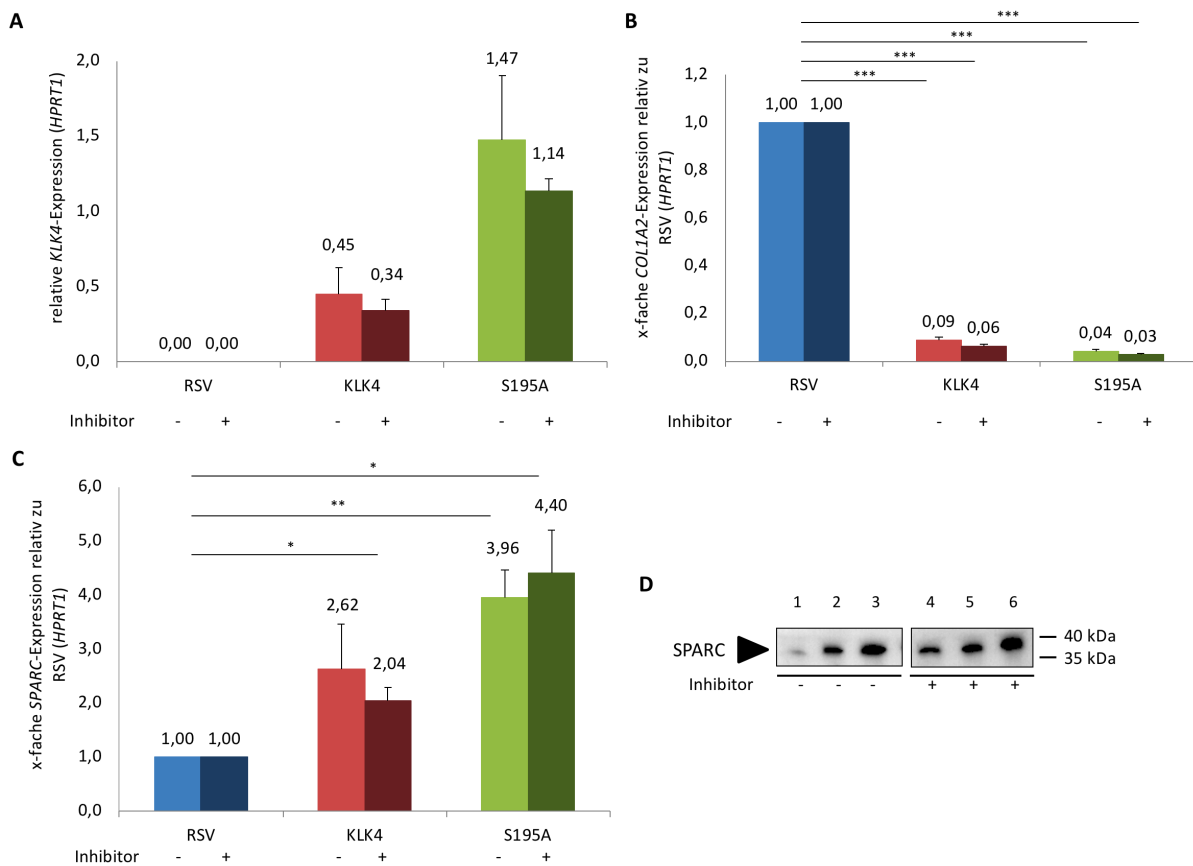 A
relative KLK4-Expression (HPRT1)
2,0
1,5
1,0
0,5
0,0
0,00 0,00
0,45
0,34
1,47
1,14
RSV KLK4 S195A
Inhibitor - + - + - +
B
x-fache COL1A2-Expression relativ zu
RSV (HPRT1)
***
***
***
***
1,2
1,0
0,8
0,6
0,4
0,2
0,0
1,00 1,00
0,09
0,06
0,04
0,03
RSV KLK4 S195A
Inhibitor - + - + - +
C
x-fache SPARC-Expression relativ zu
RSV (HPRT1)
*
**
*
6,0
5,0
4,0
3,0
2,0
1,0
0,0
1,00 1,00
2,62
2,04
3,96
4,40
RSV KLK4 S195A
Inhibitor - + - + - +
D
1 2 3 4 5 6
SPARC
40 kDa
35 kDa
Inhibitor - - - + + +